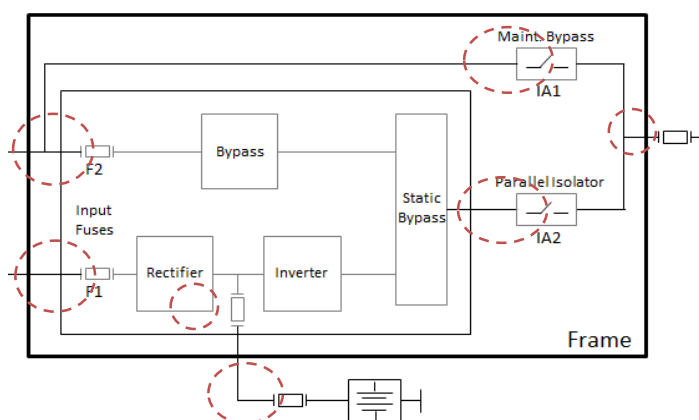 Maint. Bypass
IA1
F2
Bypass
Parallel Isolator
Static
Bypass
IA2
Input
Fuses
Rectifier
Inverter
F1
Frame